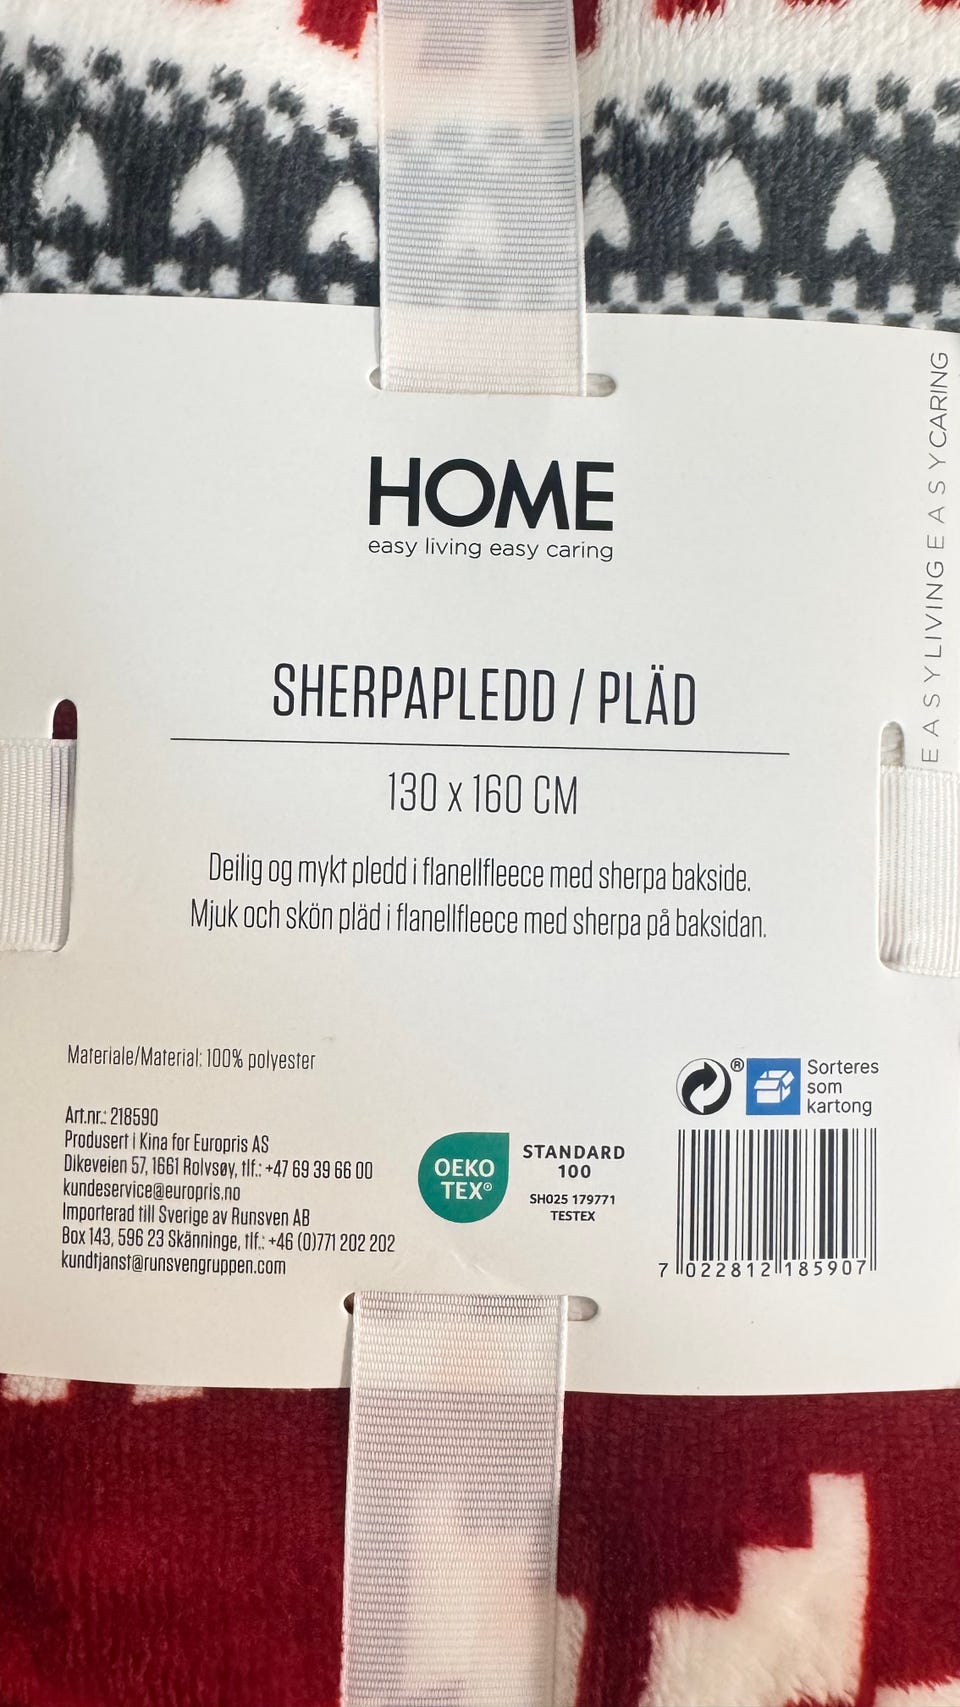 HOME
easy living easy caring
EASY LIVING EASY CARING
SHERPAPLEDD / PLÄD
130 x 160 CM
Deilig og mykt pledd i flanellfleece med sherpa bakside.
Mjuk och skön pläd i flanellfleece med sherpa på baksidan.
Materiale/Material: 100% polyester
Art.nr.: 218590
Produsert i Kina for Europris AS
Dikeveien 57, 1661 Rolvsøy, tlf.: +47 69 39 66 00
kundeservice@europris.no
Importerad till Sverige av Runsven AB
Box 143, 596 23 Skänninge, tlf.: +46 (0)771 202 202
kundtjanst@runsvengruppen.com
OEKO
TEX®
STANDARD
100
SH025 179771
TESTEX
®
Sorteres
som
kartong
7 022812 185907